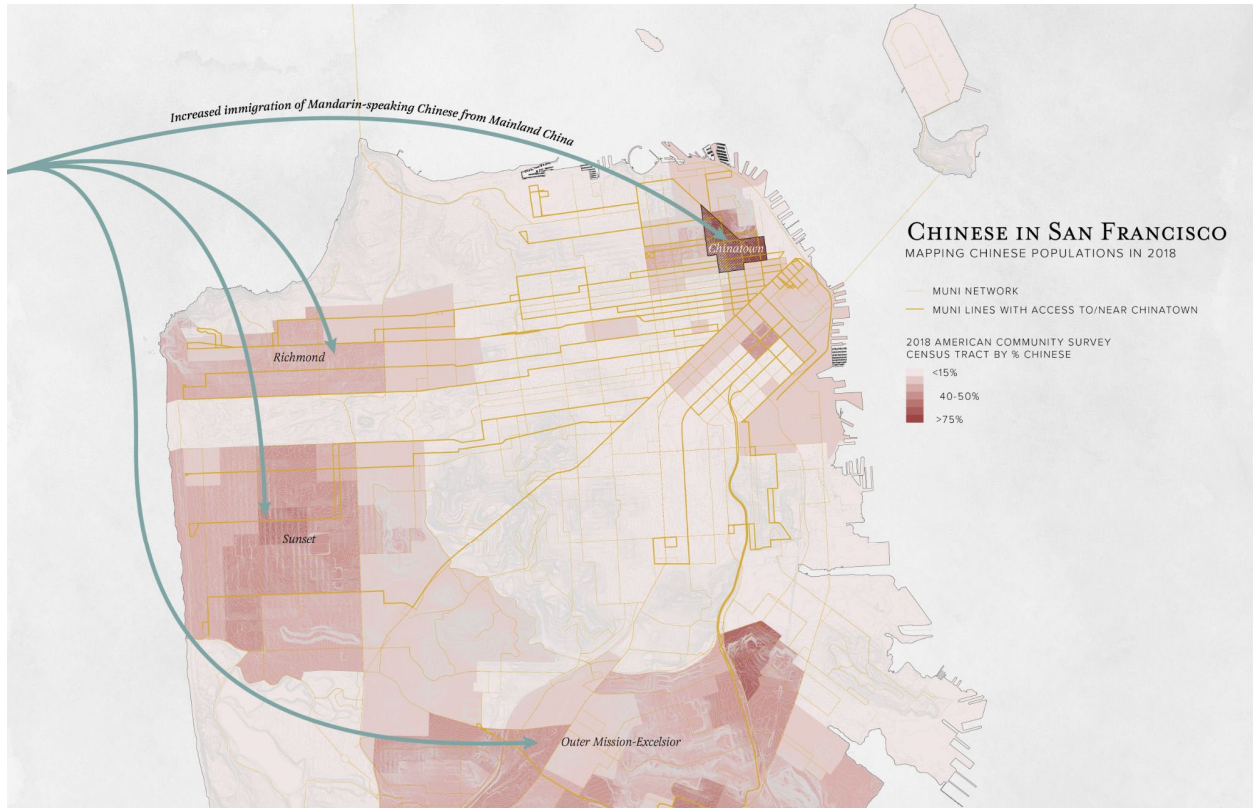 Increased immigration of Mandarin-speaking Chinese from Mainland China
Chinatown
CHINESE IN SAN FRANCISCO
MAPPING CHINESE POPULATIONS IN 2018
MUNI NETWORK
MUNI LINES WITH ACCESS TO/NEAR CHINATOWN
2018 AMERICAN COMMUNITY SURVEY
CENSUS TRACT BY % CHINESE
<15%
40-50%
>75%
Richmond
Sunset
Outer Mission-Excelsior